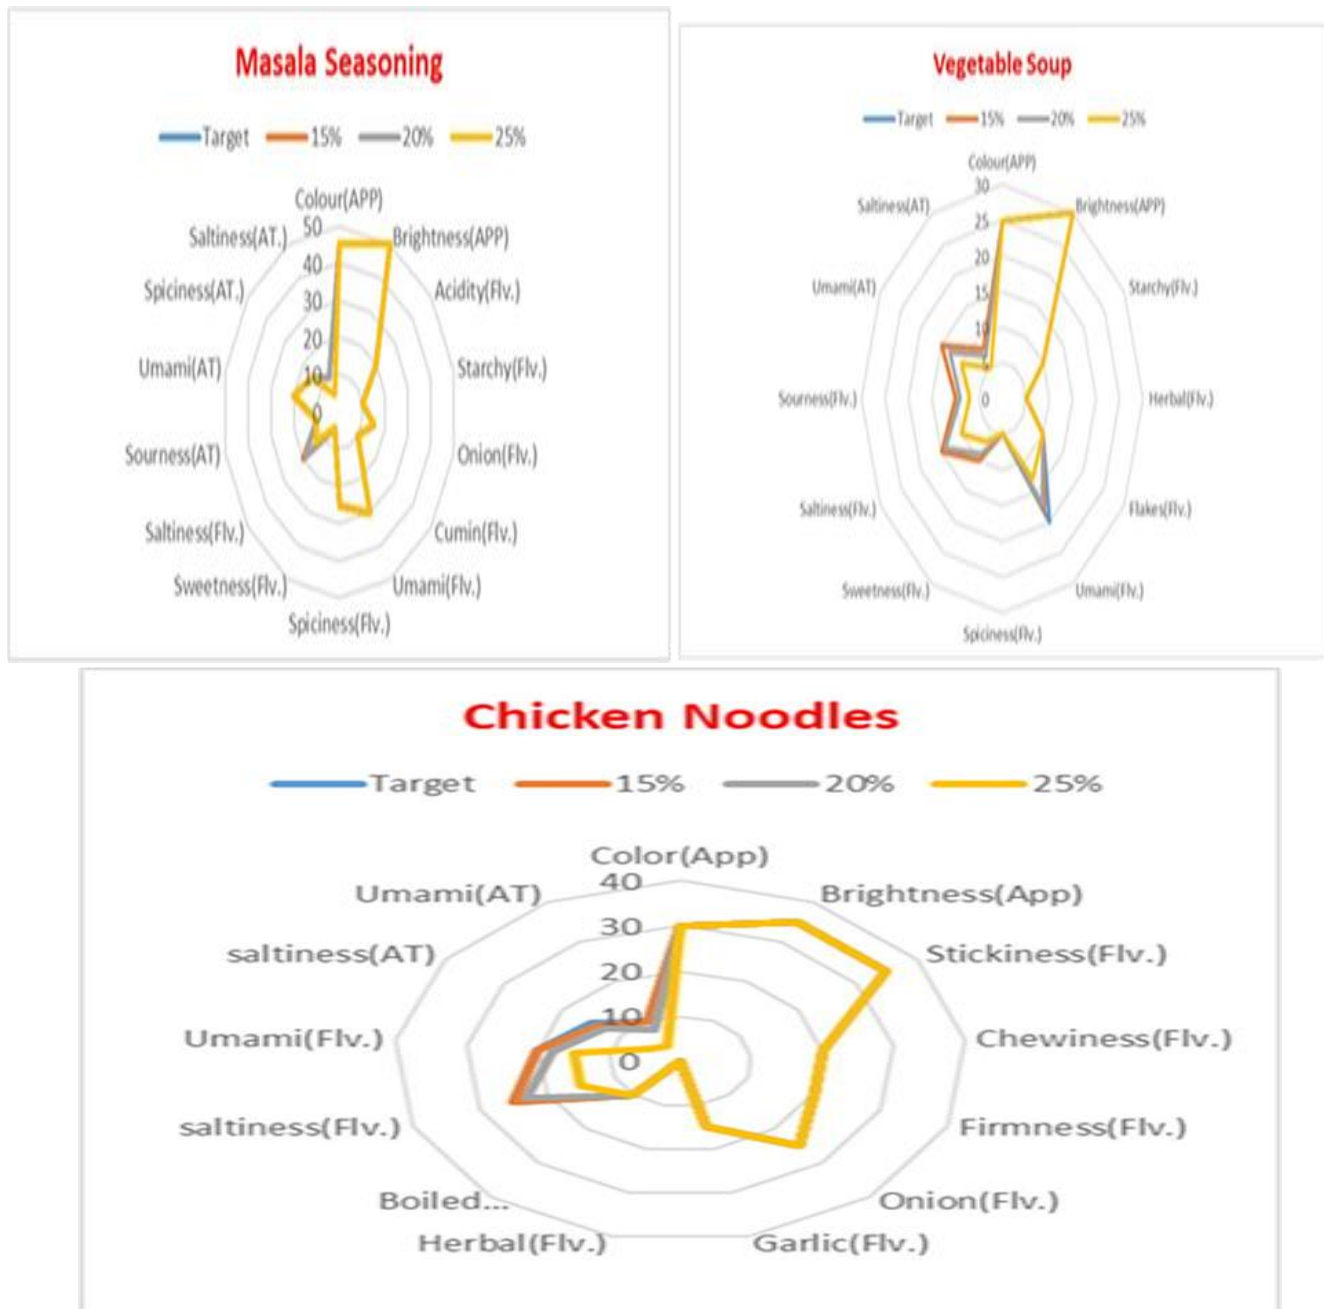 Masala Seasoning
Target 15% 20% 25%
Colour(APP)
50
Saltiness(AT.) Brightness(APP)
40
Spiciness(AT.) Acidity(Flv.)
30
20
Umami(AT) Starchy(Flv.)
10
0
Sourness(AT) Onion(Flv.)
Saltiness(Flv.) Cumin(Flv.)
Sweetness(Flv.) Umami(Flv.)
Spiciness(Flv.)
Vegetable Soup
Target 15% 20% 25%
Colour(APP)
30
Saltiness(AT) Brightness(APP)
25
20
Umami(AT) Starchy(Flv.)
15
10
5
Sourness(Flv.) 0 Herbal(Flv.)
Saltiness(Flv.) Flakes(Flv.)
Sweetness(Flv.) Umami(Flv.)
Spiciness(Flv.)
Chicken Noodles
Target 15% 20% 25%
Color(App)
40
Umami(AT) Brightness(App)
30
saltiness(AT) Stickiness(Flv.)
20
10
Umami(Flv.) Chewiness(Flv.)
0
saltiness(Flv.) Firmness(Flv.)
Boiled... Onion(Flv.)
Herbal(Flv.) Garlic(Flv.)